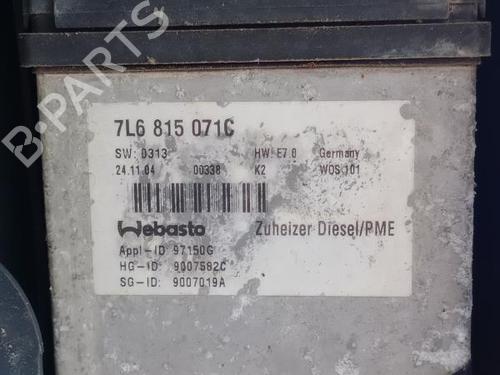 B-PARTS
7L6 815 071C
SW: 0313 HW: E7.0 Germany
24.11.04 00338 K2 WOS 101
Webasto Zuheizer Diesel/PME
Appl-ID: 97150G
HG-ID: 9007582C
SG-ID: 9007019A